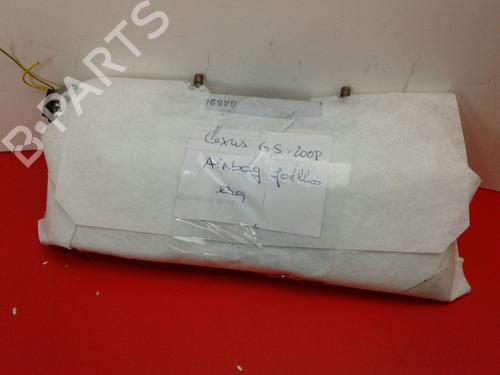 B-PARTS
Lexus GS-2008
Airbag joelho
esq